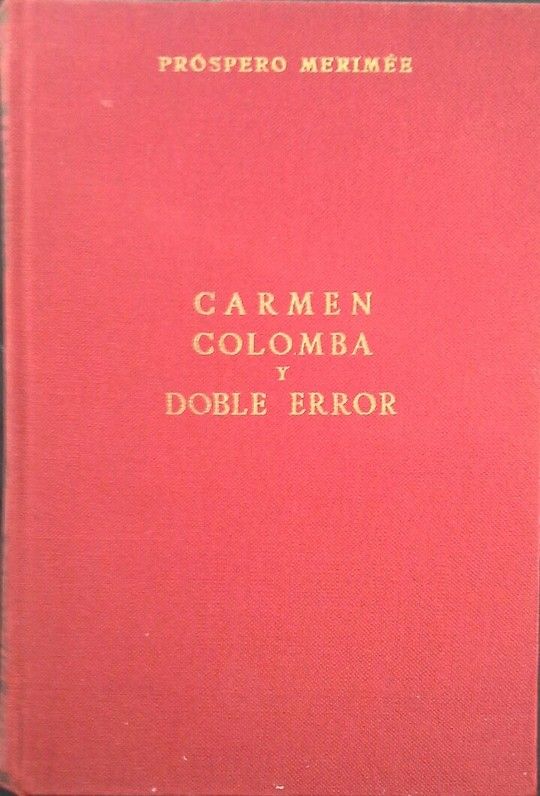 PRÓSPERO MERIMÉE
CARMEN
COLOMBA
Y
DOBLE ERROR